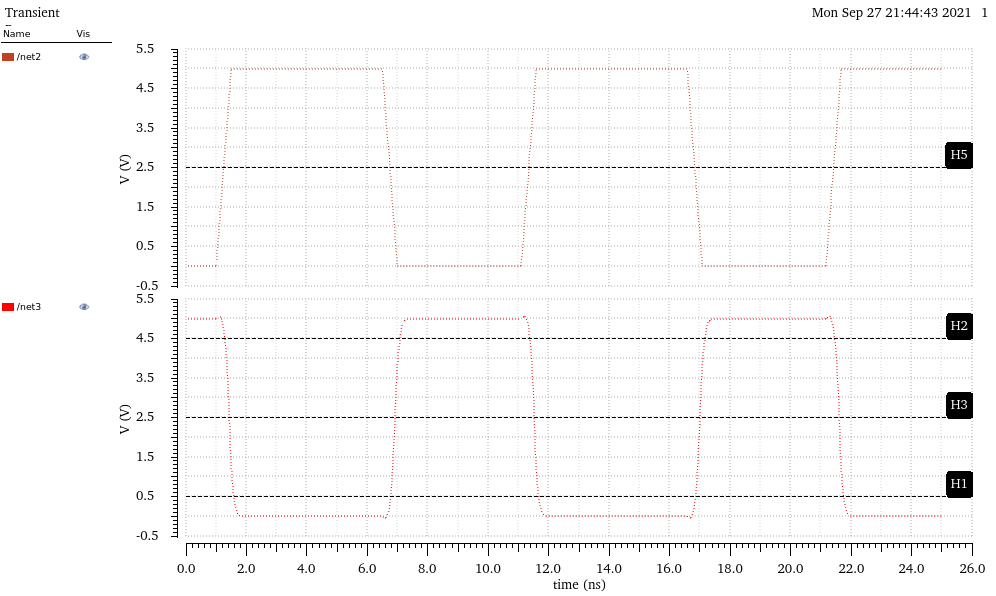 Transient
Mon Sep 27 21:44:43 2021 1
Name Vis
/net2
5.5
4.5
3.5
2.5
1.5
0.5
-0.5
V (V)
H5
/net3
5.5
4.5
3.5
2.5
1.5
0.5
-0.5
V (V)
H2
H3
H1
0.0 2.0 4.0 6.0 8.0 10.0 12.0 14.0 16.0 18.0 20.0 22.0 24.0 26.0
time (ns)